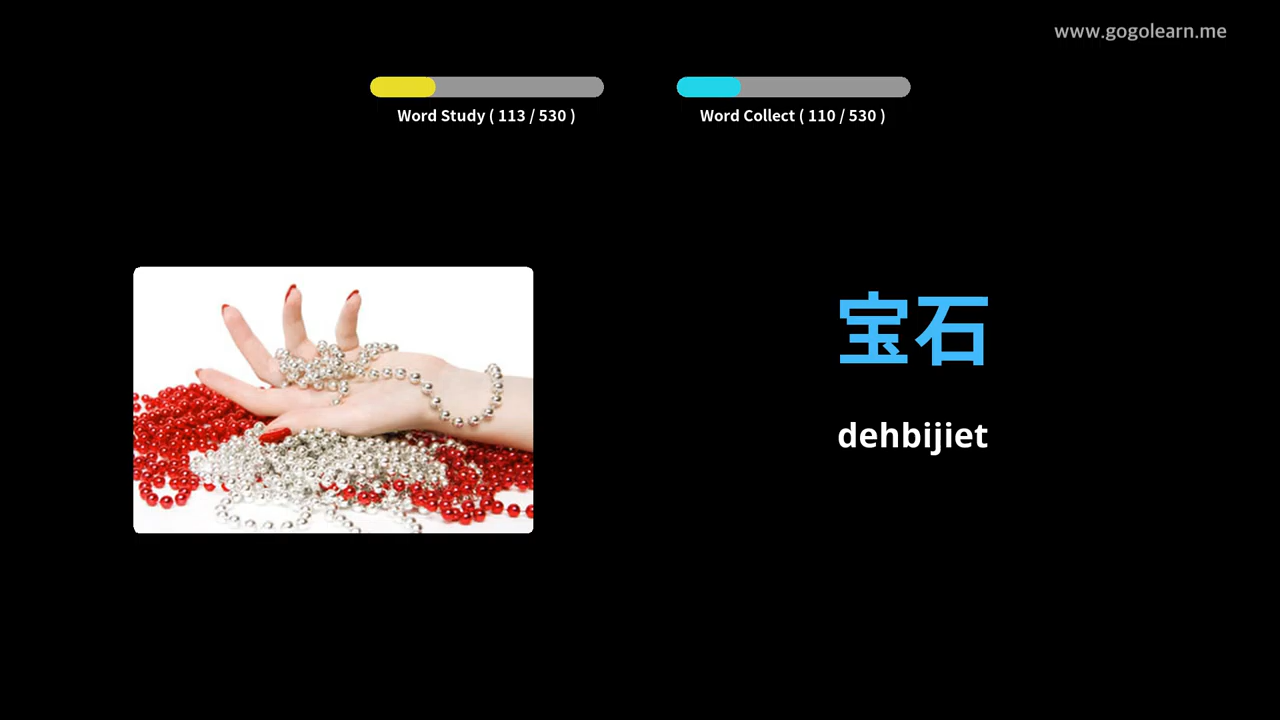 www.gogolearn.me
Word Study ( 113 / 530 )
Word Collect ( 110 / 530 )
宝石
dehbijiet